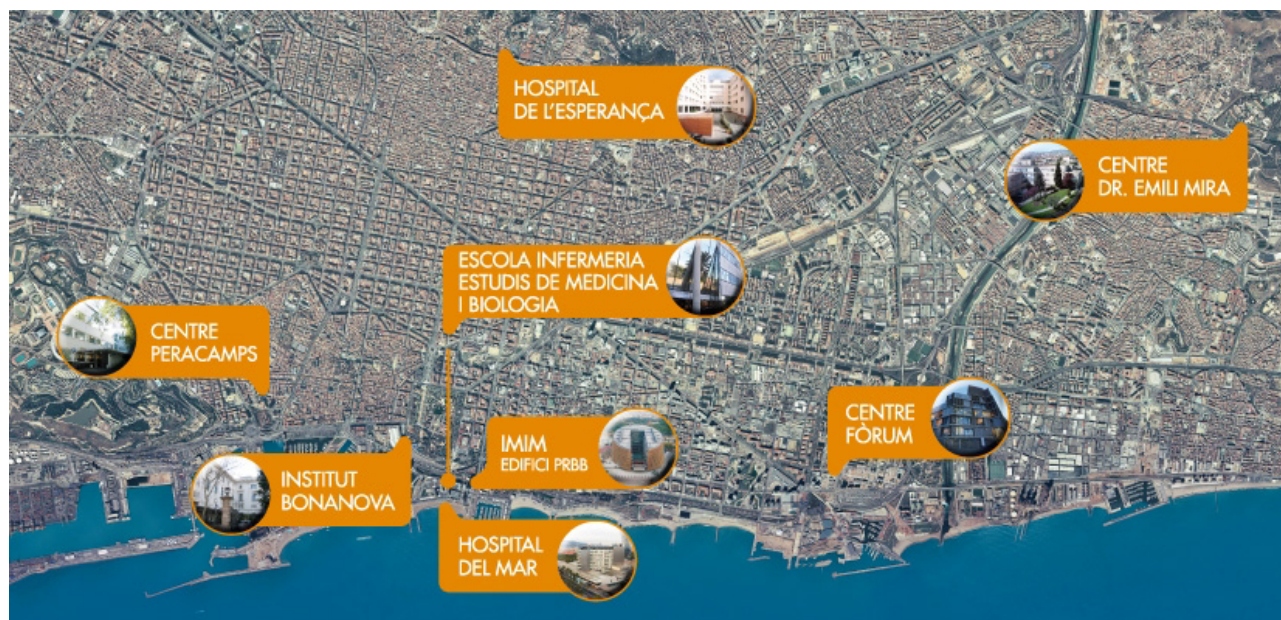 HOSPITAL
DE L'ESPERANÇA
CENTRE
DR. EMILI MIRA
ESCOLA INFERMERIA
ESTUDIS DE MEDICINA
I BIOLOGIA
CENTRE
PERACAMPS
CENTRE
FÒRUM
IMIM
EDIFICI PRBB
INSTITUT
BONANOVA
HOSPITAL
DEL MAR